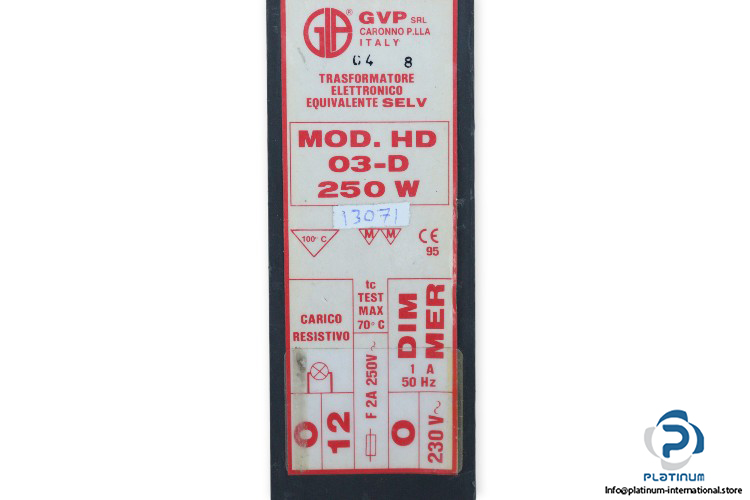 GVP SRL
CARONNO P.LLA
ITALY
04 8
TRASFORMATORE
ELETTRONICO
EQUIVALENTE SELV
MOD. HD
03-D
250 W
13071
100° C
M M
CE
95
tc
TEST
MAX
70° C
CARICO
RESISTIVO
DIM
MER
1 A
50 Hz
F 2A 250V ~
0
12
0
230 V~
PLATINUM
Info@platinum-international.store